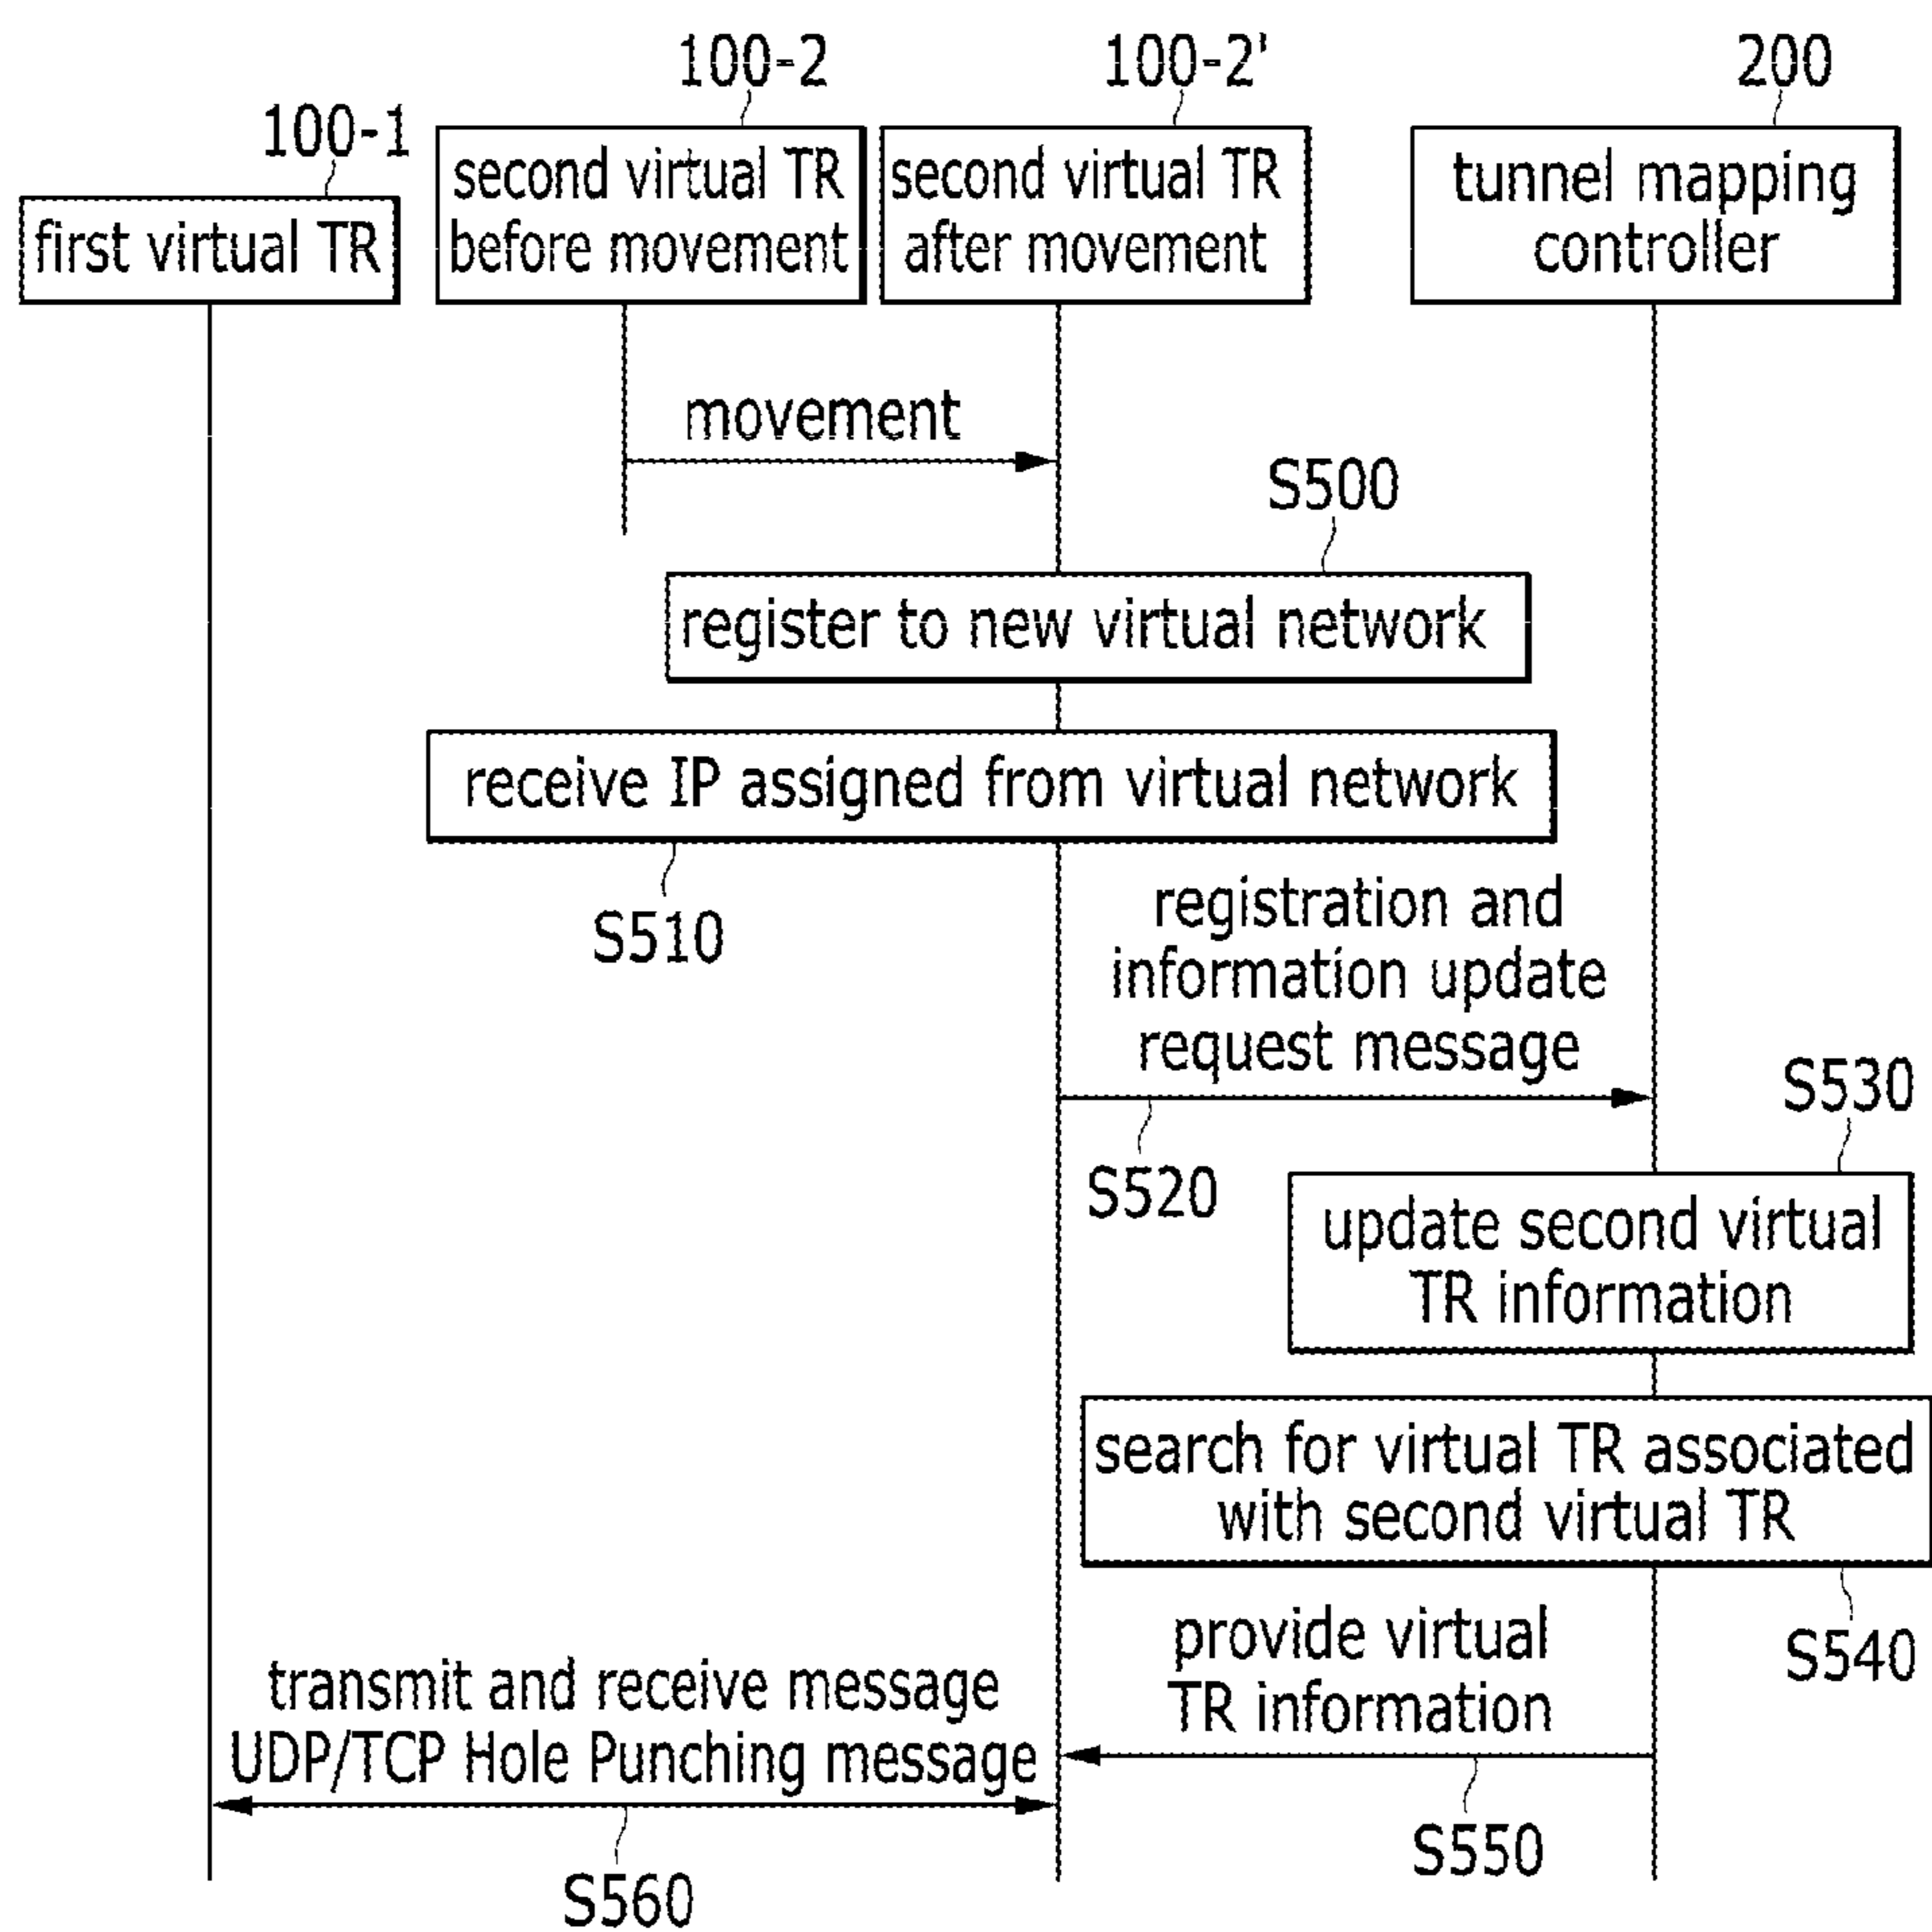 100-1
100-2
100-2'
200
first virtual TR
second virtual TR
before movement
second virtual TR
after movement
tunnel mapping
controller
movement
S500
register to new virtual network
receive IP assigned from virtual network
S510
registration and
information update
request message
S520
S530
update second virtual
TR information
search for virtual TR associated
with second virtual TR
S540
provide virtual
TR information
S550
transmit and receive message
UDP/TCP Hole Punching message
S560